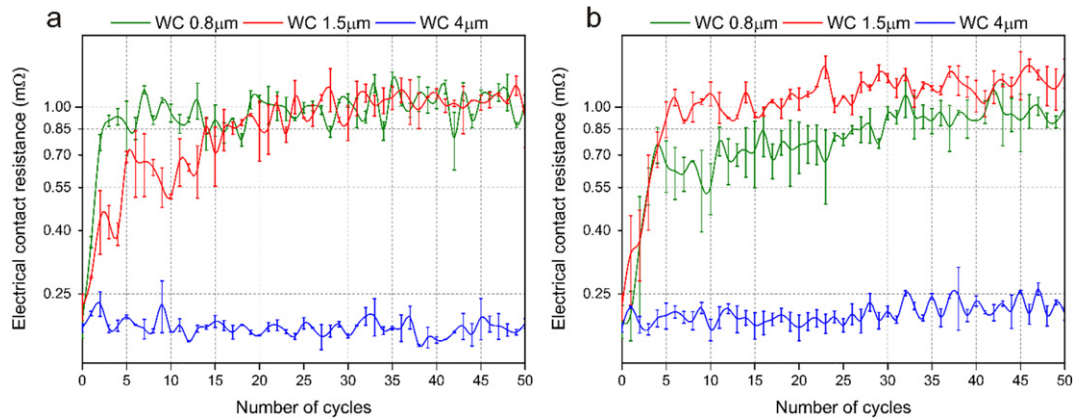 a
WC 0.8μm WC 1.5μm WC 4μm
Electrical contact resistance (mΩ)
1.00
0.85
0.70
0.55
0.40
0.25
0 5 10 15 20 25 30 35 40 45 50
Number of cycles
b
WC 0.8μm WC 1.5μm WC 4μm
Electrical contact resistance (mΩ)
1.00
0.85
0.70
0.55
0.40
0.25
0 5 10 15 20 25 30 35 40 45 50
Number of cycles